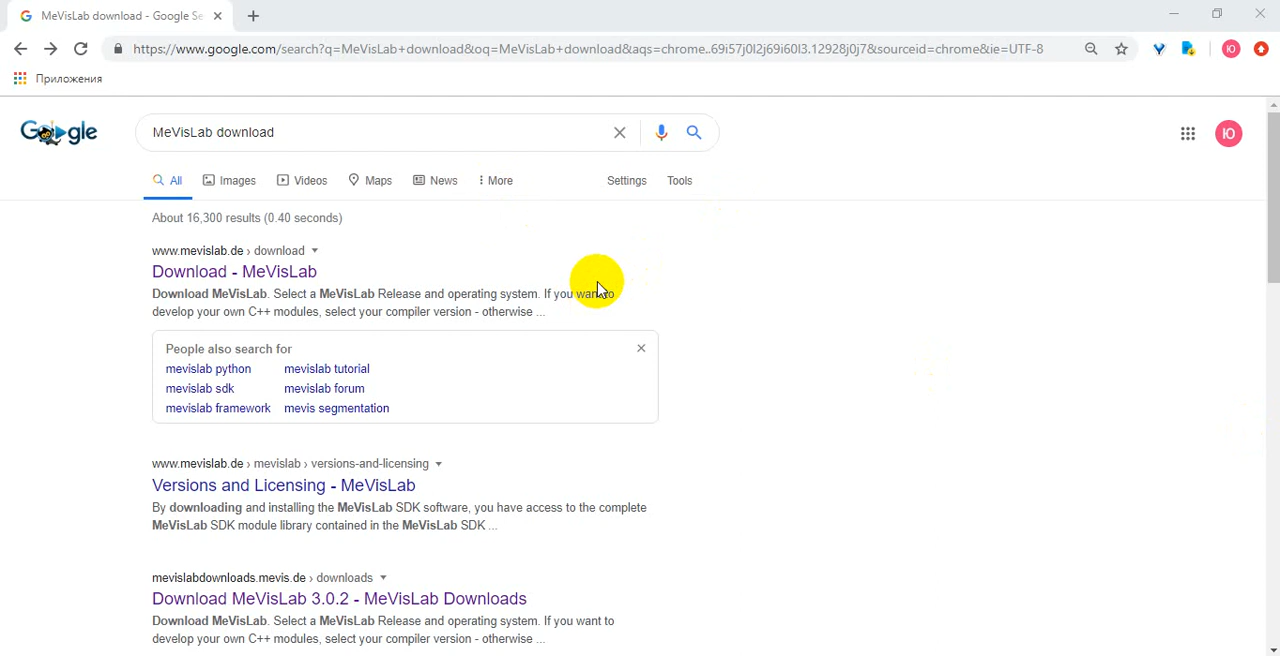 MeVisLab download - Google Se
https://www.google.com/search?q=MeVisLab+download&oq=MeVisLab+download&aqs=chrome..69i57j0l2j69i60l3.12928j0j7&sourceid=chrome&ie=UTF-8
Ю
Приложения
Google
MeVisLab download
Ю
All
Images
Videos
Maps
News
More
Settings
Tools
About 16,300 results (0.40 seconds)
www.mevislab.de › download
Download - MeVisLab
Download MeVisLab. Select a MeVisLab Release and operating system. If you want to
develop your own C++ modules, select your compiler version - otherwise ...
People also search for
mevislab python
mevislab tutorial
mevislab sdk
mevislab forum
mevislab framework
mevis segmentation
www.mevislab.de › mevislab › versions-and-licensing
Versions and Licensing - MeVisLab
By downloading and installing the MeVisLab SDK software, you have access to the complete
MeVisLab SDK module library contained in the MeVisLab SDK ...
mevislabdownloads.mevis.de › downloads
Download MeVisLab 3.0.2 - MeVisLab Downloads
Download MeVisLab. Select a MeVisLab Release and operating system. If you want to
develop your own C++ modules, select your compiler version - otherwise ...